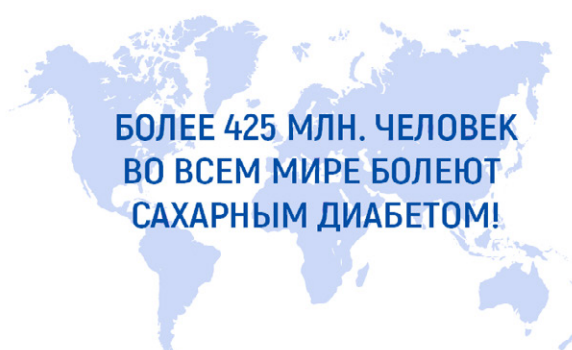 БОЛЕЕ 425 МЛН. ЧЕЛОВЕК
ВО ВСЕМ МИРЕ БОЛЕЮТ
САХАРНЫМ ДИАБЕТОМ!